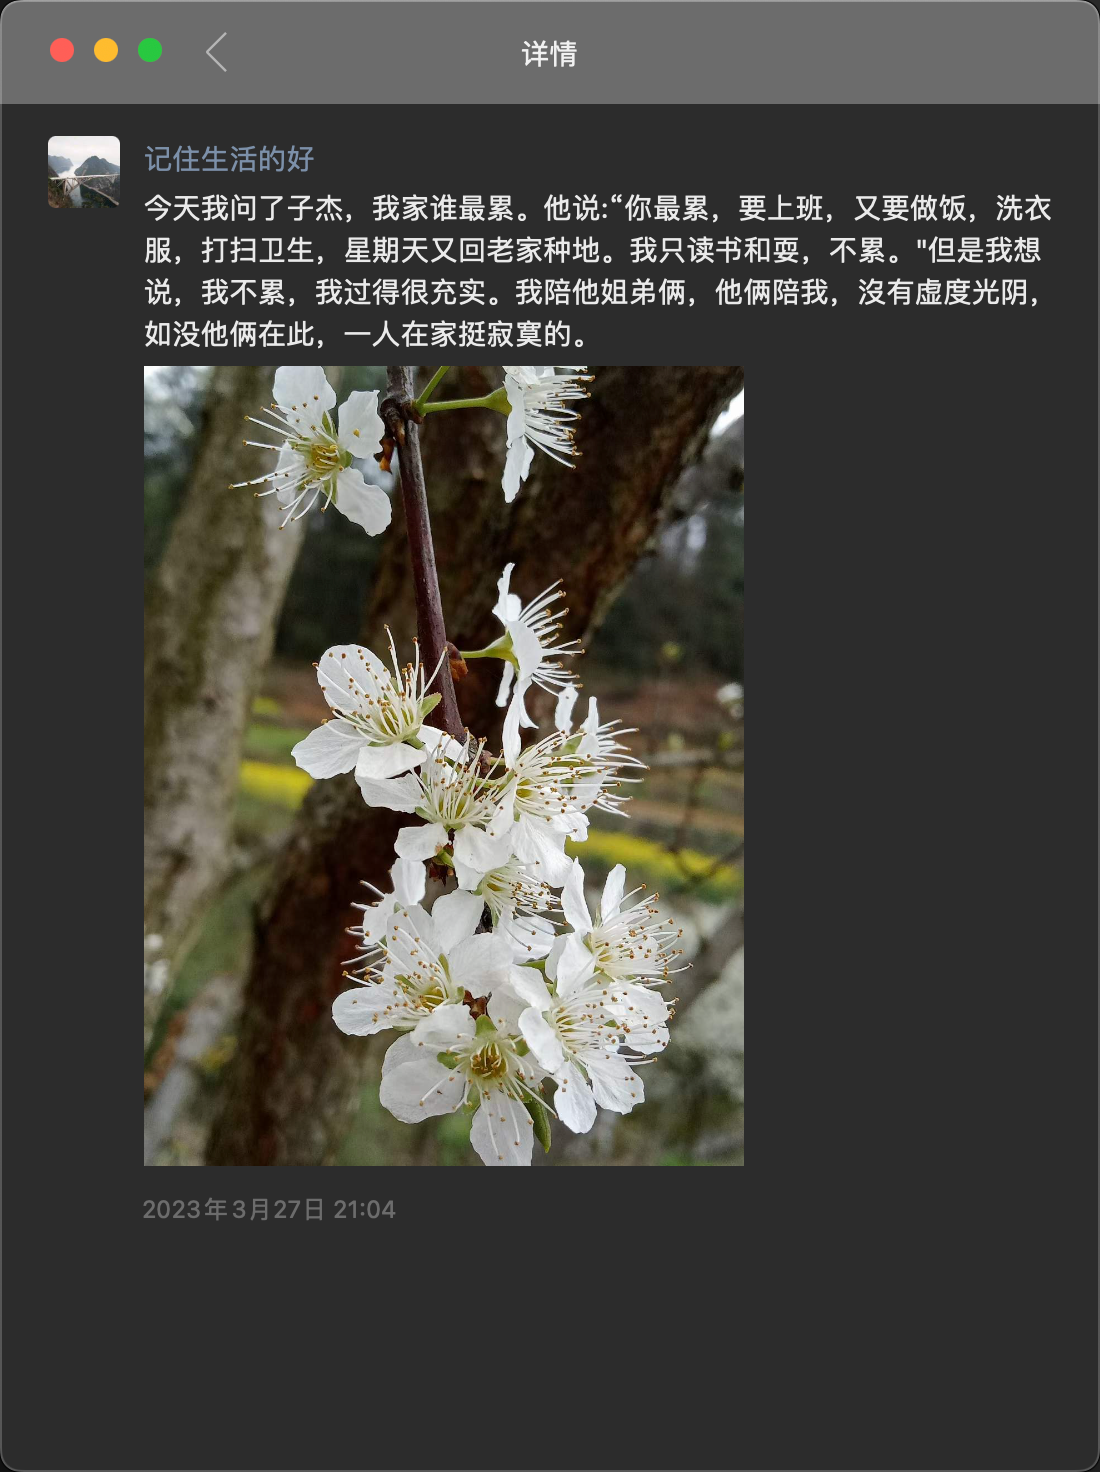 详情
记住生活的好
今天我问了子杰，我家谁最累。他说:“你最累，要上班，又要做饭，洗衣
服，打扫卫生，星期天又回老家种地。我只读书和耍，不累。"但是我想
说，我不累，我过得很充实。我陪他姐弟俩，他俩陪我，沒有虚度光阴，
如没他俩在此，一人在家挺寂寞的。
2023年3月27日 21:04